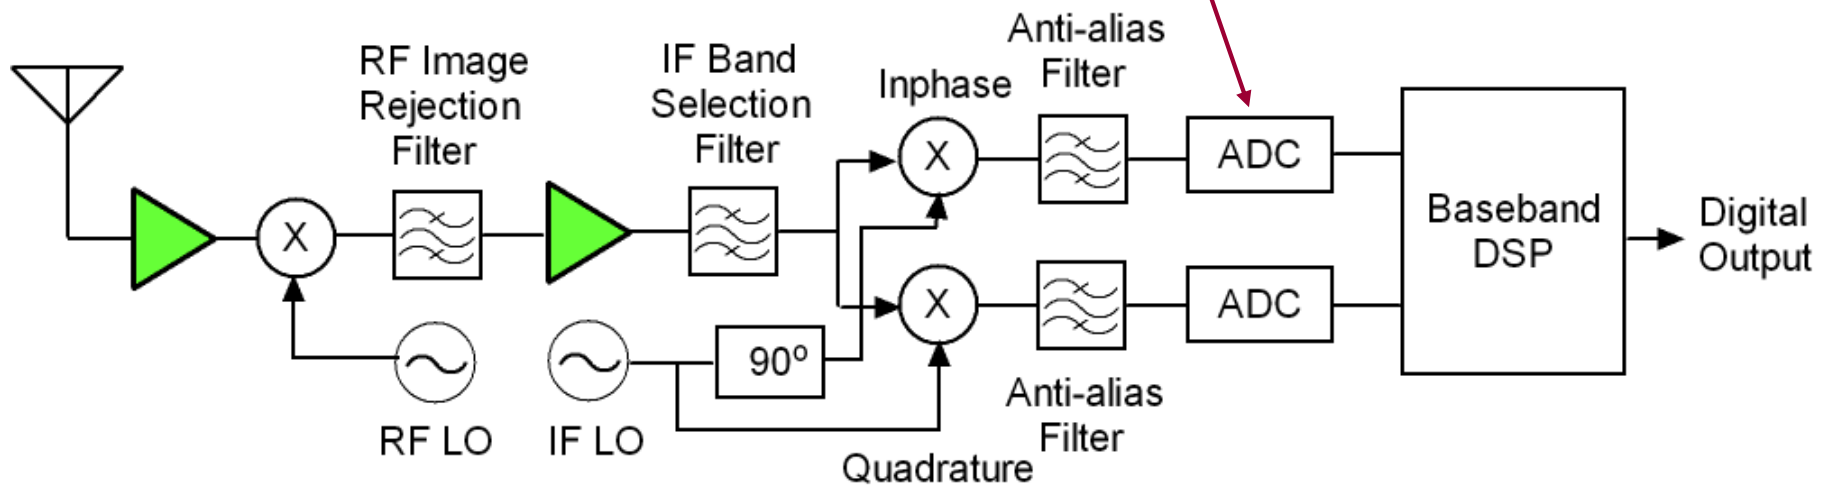 RF Image
Rejection
Filter
IF Band
Selection
Filter
Inphase
Anti-alias
Filter
X
X
ADC
X
ADC
Baseband
DSP
Digital
Output
90º
RF LO
IF LO
Quadrature
Anti-alias
Filter